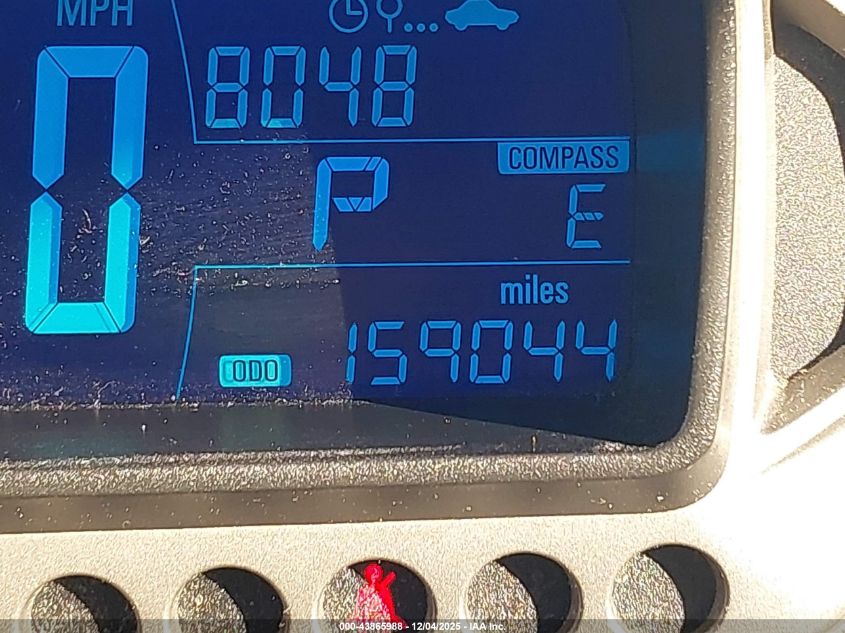 MPH
8048
0
P
COMPASS
E
miles
ODO 159044
000-43865988 - 12/04/2025 - IAA Inc.